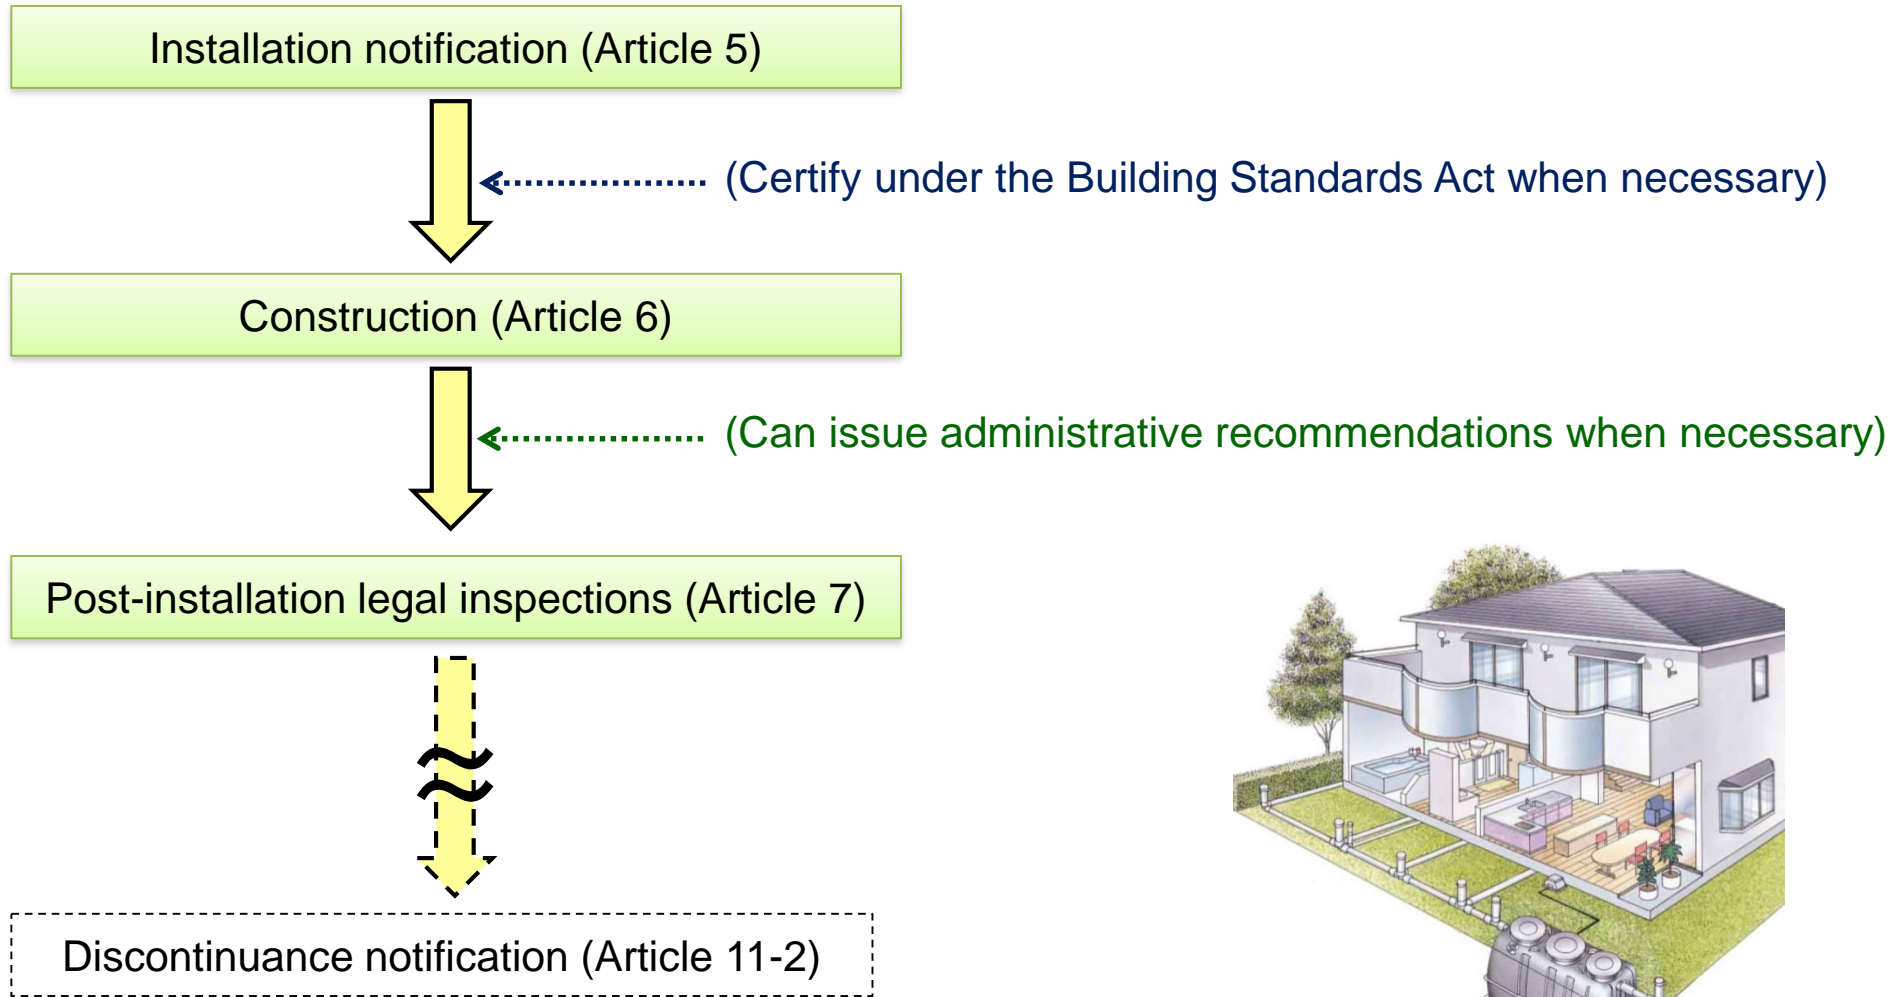 Installation notification (Article 5)
(Certify under the Building Standards Act when necessary)
Construction (Article 6)
(Can issue administrative recommendations when necessary)
Post-installation legal inspections (Article 7)
Discontinuance notification (Article 11-2)